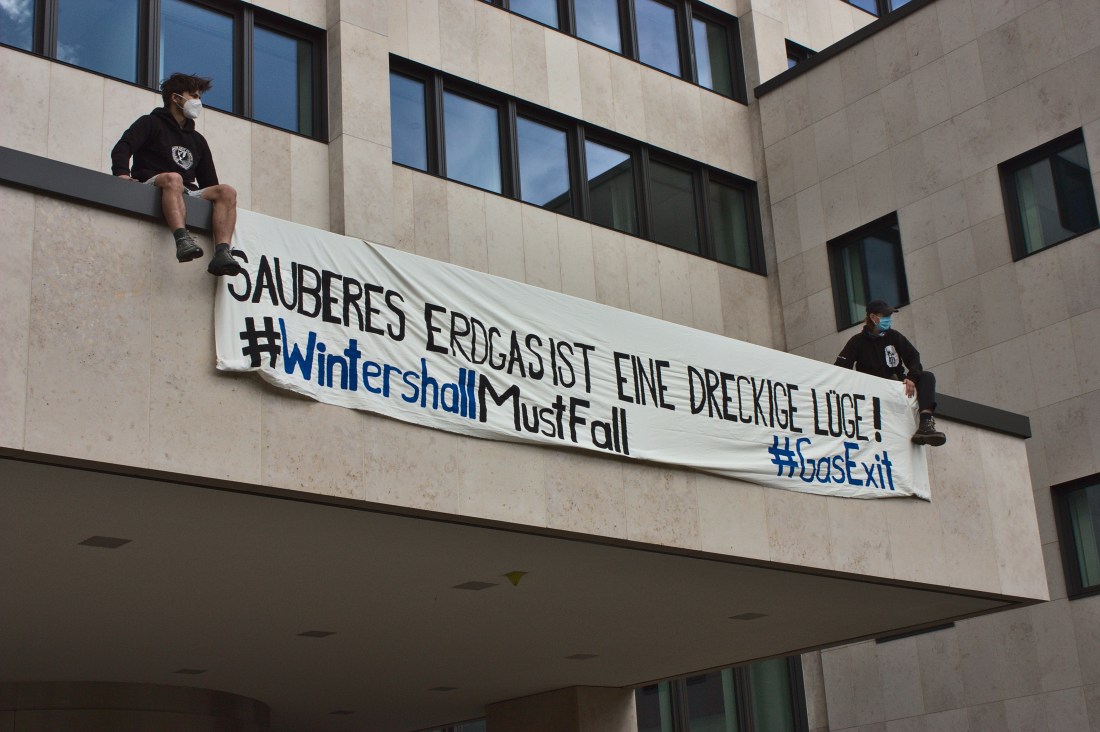 SAUBERES ERDGAS IST EINE DRECKIGE LÜGE!
#WintershallMustFall
#GasExit